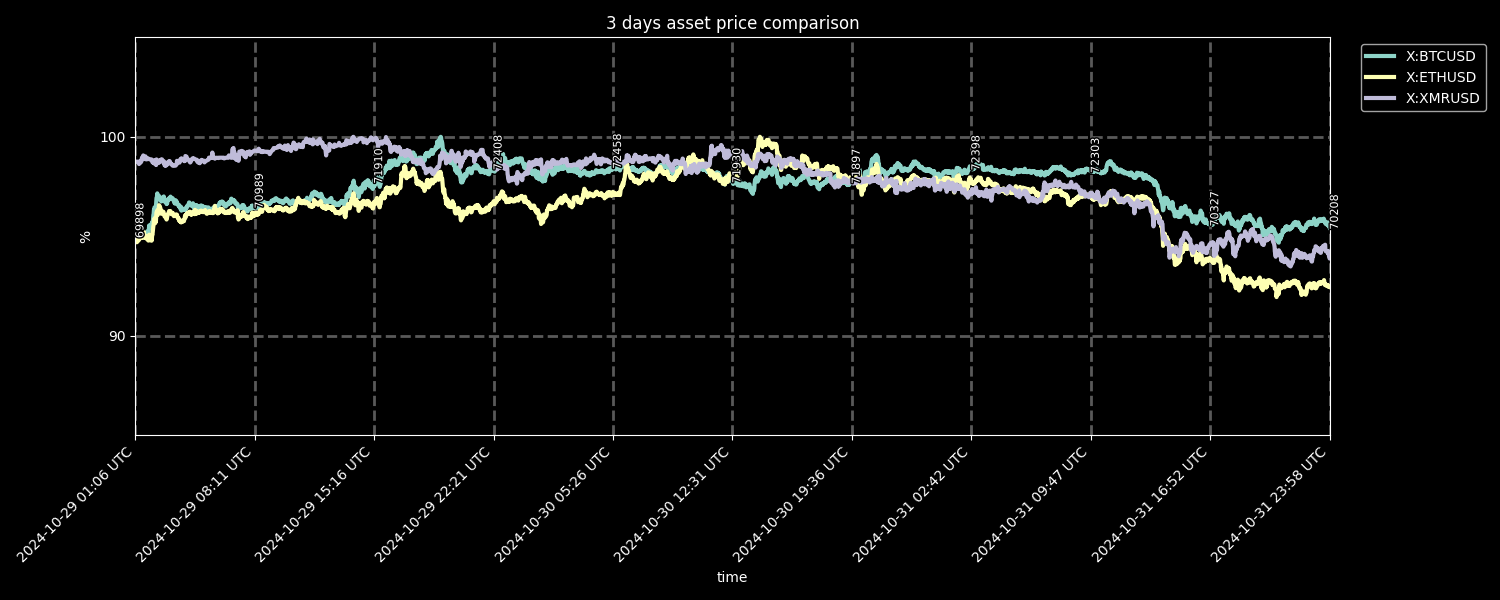 3 days asset price comparison
X:BTCUSD
X:ETHUSD
X:XMRUSD
100
90
%
69898
70989
71910
72408
72458
71930
71897
72398
72303
70327
70208
2024-10-29 01:06 UTC
2024-10-29 08:11 UTC
2024-10-29 15:16 UTC
2024-10-29 22:21 UTC
2024-10-30 05:26 UTC
2024-10-30 12:31 UTC
2024-10-30 19:36 UTC
2024-10-31 02:42 UTC
2024-10-31 09:47 UTC
2024-10-31 16:52 UTC
2024-10-31 23:58 UTC
time